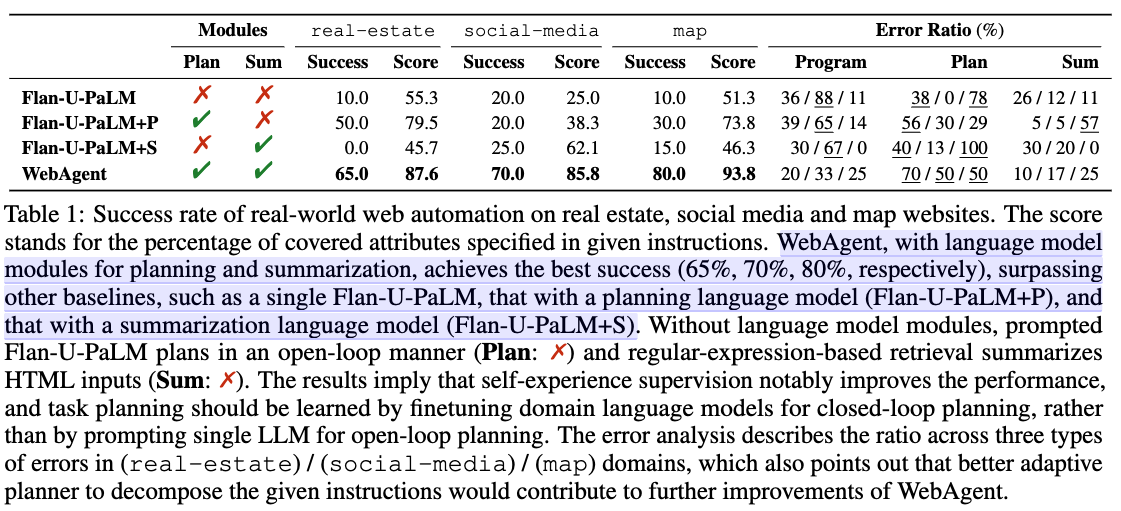 Modules real-estate social-media map Error Ratio (%)
Plan Sum Success Score Success Score Success Score Program Plan Sum
Flan-U-PaLM ✗ ✗ 10.0 55.3 20.0 25.0 10.0 51.3 36 / 88 / 11 38 / 0 / 78 26 / 12 / 11
Flan-U-PaLM+P ✓ ✗ 50.0 79.5 20.0 38.3 30.0 73.8 39 / 65 / 14 56 / 30 / 29 5 / 5 / 57
Flan-U-PaLM+S ✗ ✓ 0.0 45.7 25.0 62.1 15.0 46.3 30 / 67 / 0 40 / 13 / 100 30 / 20 / 0
WebAgent ✓ ✓ 65.0 87.6 70.0 85.8 80.0 93.8 20 / 33 / 25 70 / 50 / 50 10 / 17 / 25
Table 1: Success rate of real-world web automation on real estate, social media and map websites. The score
stands for the percentage of covered attributes specified in given instructions. WebAgent, with language model
modules for planning and summarization, achieves the best success (65%, 70%, 80%, respectively), surpassing
other baselines, such as a single Flan-U-PaLM, that with a planning language model (Flan-U-PaLM+P), and
that with a summarization language model (Flan-U-PaLM+S). Without language model modules, prompted
Flan-U-PaLM plans in an open-loop manner (Plan: ✗) and regular-expression-based retrieval summarizes
HTML inputs (Sum: ✗). The results imply that self-experience supervision notably improves the performance,
and task planning should be learned by finetuning domain language models for closed-loop planning, rather
than by prompting single LLM for open-loop planning. The error analysis describes the ratio across three types
of errors in (real-estate) / (social-media) / (map) domains, which also points out that better adaptive
planner to decompose the given instructions would contribute to further improvements of WebAgent.